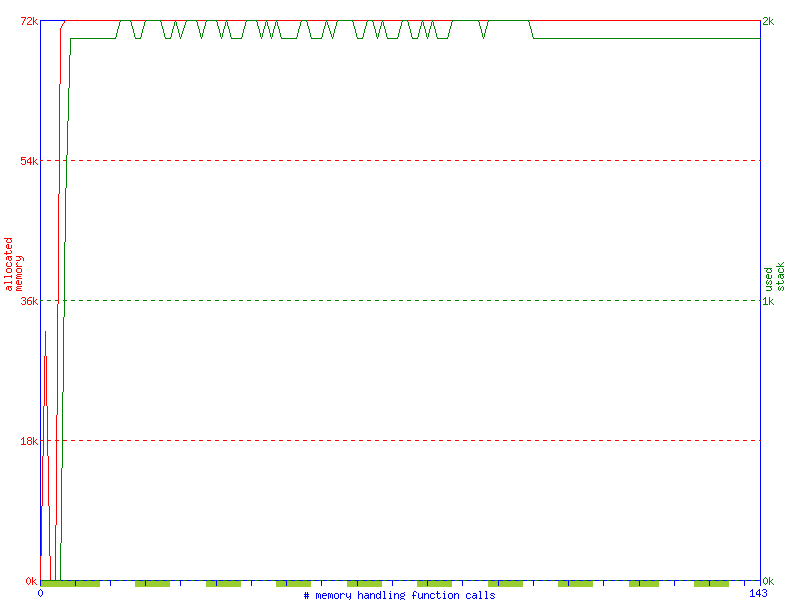 72k
2k
54k
allocated
memory
used
stack
36k
1k
18k
0k
0k
0
# memory handling function calls
143